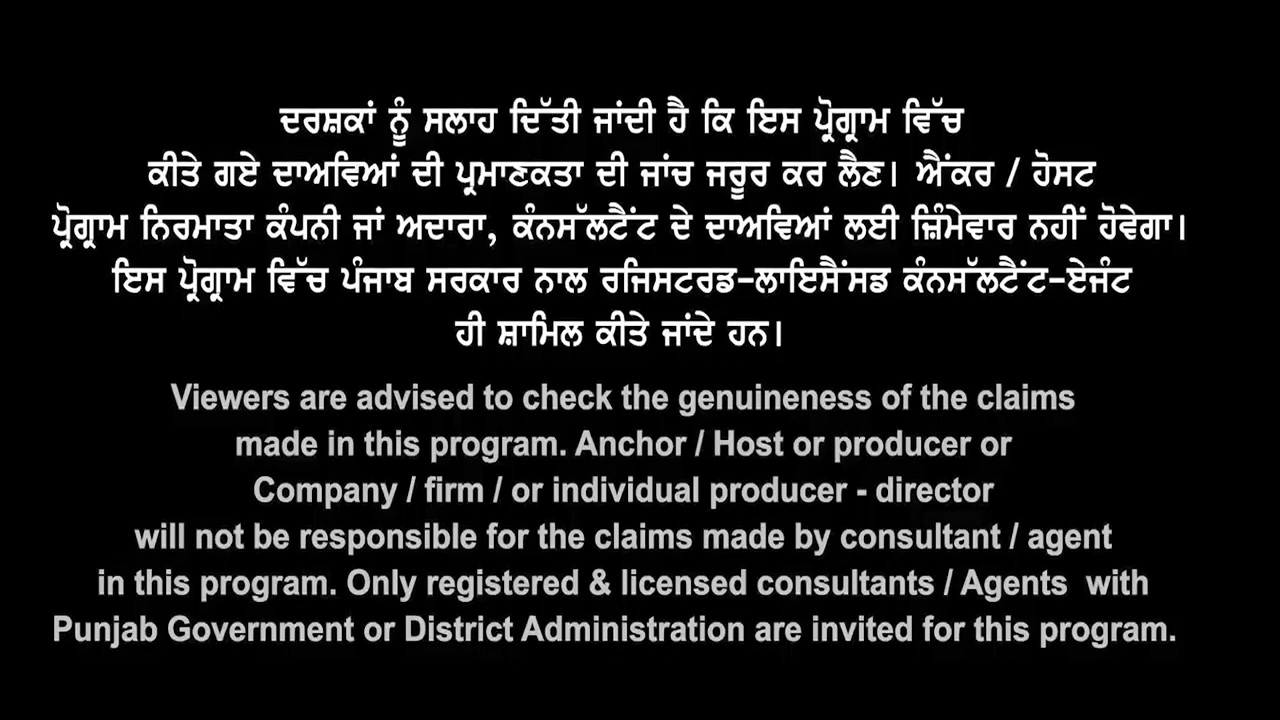 ਦਰਸ਼ਕਾਂ ਨੂੰ ਸਲਾਹ ਦਿੱਤੀ ਜਾਂਦੀ ਹੈ ਕਿ ਇਸ ਪ੍ਰੋਗ੍ਰਾਮ ਵਿੱਚ
ਕੀਤੇ ਗਏ ਦਾਅਵਿਆਂ ਦੀ ਪ੍ਰਮਾਣਕਤਾ ਦੀ ਜਾਂਚ ਜਰੂਰ ਕਰ ਲੈਣ। ਐਂਕਰ / ਹੋਸਟ
ਪ੍ਰੋਗ੍ਰਾਮ ਨਿਰਮਾਤਾ ਕੰਪਨੀ ਜਾਂ ਅਦਾਰਾ, ਕੰਨਸੱਲਟੈਂਟ ਦੇ ਦਾਅਵਿਆਂ ਲਈ ਜ਼ਿੰਮੇਵਾਰ ਨਹੀਂ ਹੋਵੇਗਾ।
ਇਸ ਪ੍ਰੋਗ੍ਰਾਮ ਵਿੱਚ ਪੰਜਾਬ ਸਰਕਾਰ ਨਾਲ ਰਜਿਸਟਰਡ-ਲਾਇਸੈਂਸਡ ਕੰਨਸੱਲਟੈਂਟ-ਏਜੰਟ
ਹੀ ਸ਼ਾਮਿਲ ਕੀਤੇ ਜਾਂਦੇ ਹਨ।
Viewers are advised to check the genuineness of the claims
made in this program. Anchor / Host or producer or
Company / firm / or individual producer - director
will not be responsible for the claims made by consultant / agent
in this program. Only registered & licensed consultants / Agents with
Punjab Government or District Administration are invited for this program.